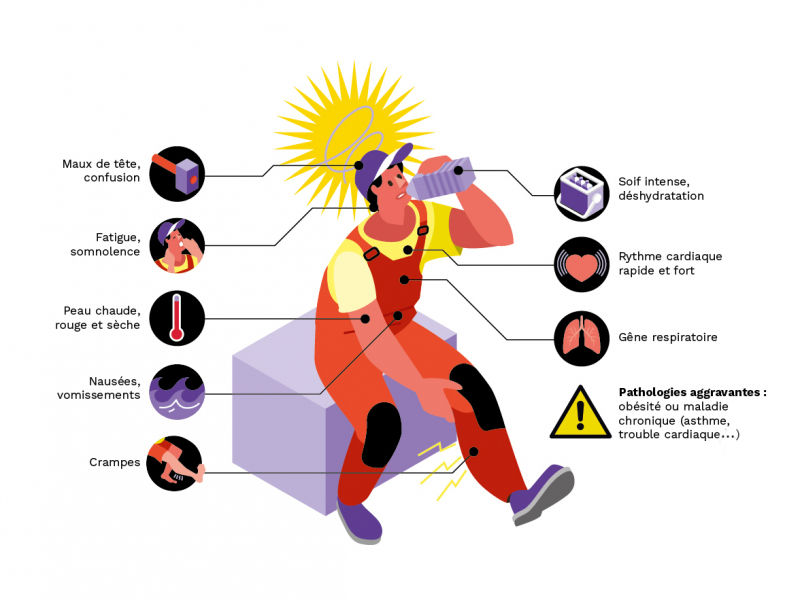 Maux de tête,
confusion
Fatigue,
somnolence
Peau chaude,
rouge et sèche
Nausées,
vomissements
Crampes
Soif intense,
déshydratation
Rythme cardiaque
rapide et fort
Gêne respiratoire
Pathologies aggravantes :
obésité ou maladie
chronique (asthme,
trouble cardiaque...)